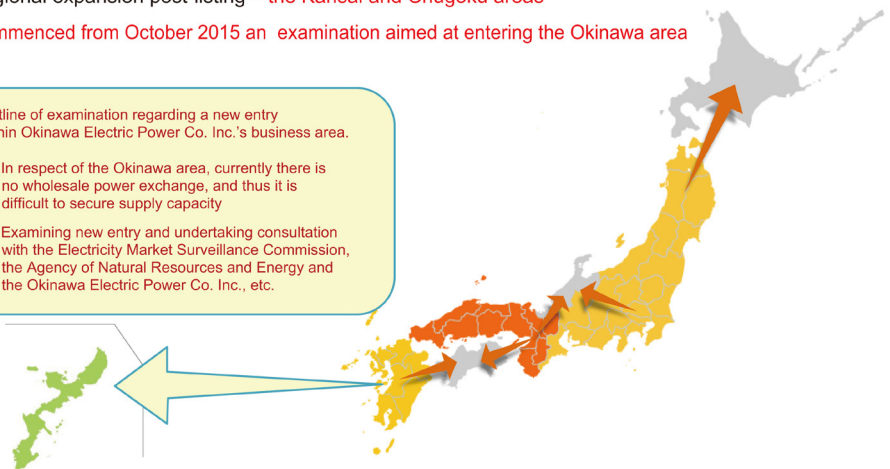 gional expansion post-listing the Kansai and Chugoku areas
mmenced from October 2015 an examination aimed at entering the Okinawa area
tline of examination regarding a new entry
hin Okinawa Electric Power Co. Inc.’s business area.
In respect of the Okinawa area, currently there is
no wholesale power exchange, and thus it is
difficult to secure supply capacity
Examining new entry and undertaking consultation
with the Electricity Market Surveillance Commission,
the Agency of Natural Resources and Energy and
the Okinawa Electric Power Co. Inc., etc.